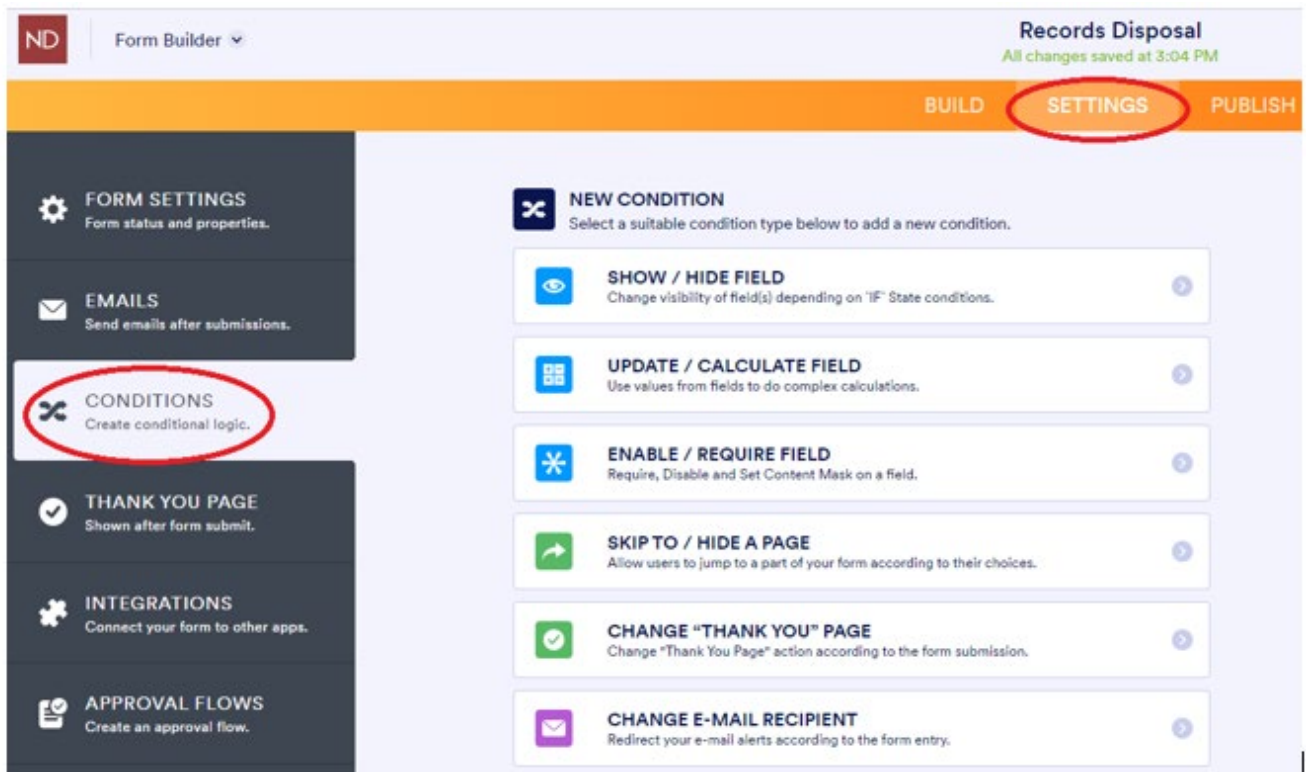 ND
Form Builder
Records Disposal
All changes saved at 3:04 PM
BUILD
SETTINGS
PUBLISH
FORM SETTINGS
Form status and properties.
EMAILS
Send emails after submissions.
CONDITIONS
Create conditional logic.
THANK YOU PAGE
Shown after form submit.
INTEGRATIONS
Connect your form to other apps.
APPROVAL FLOWS
Create an approval flow.
NEW CONDITION
Select a suitable condition type below to add a new condition.
SHOW / HIDE FIELD
Change visibility of field(s) depending on 'IF' State conditions.
UPDATE / CALCULATE FIELD
Use values from fields to do complex calculations.
ENABLE / REQUIRE FIELD
Require, Disable and Set Content Mask on a field.
SKIP TO / HIDE A PAGE
Allow users to jump to a part of your form according to their choices.
CHANGE “THANK YOU” PAGE
Change "Thank You Page" action according to the form submission.
CHANGE E-MAIL RECIPIENT
Redirect your e-mail alerts according to the form entry.